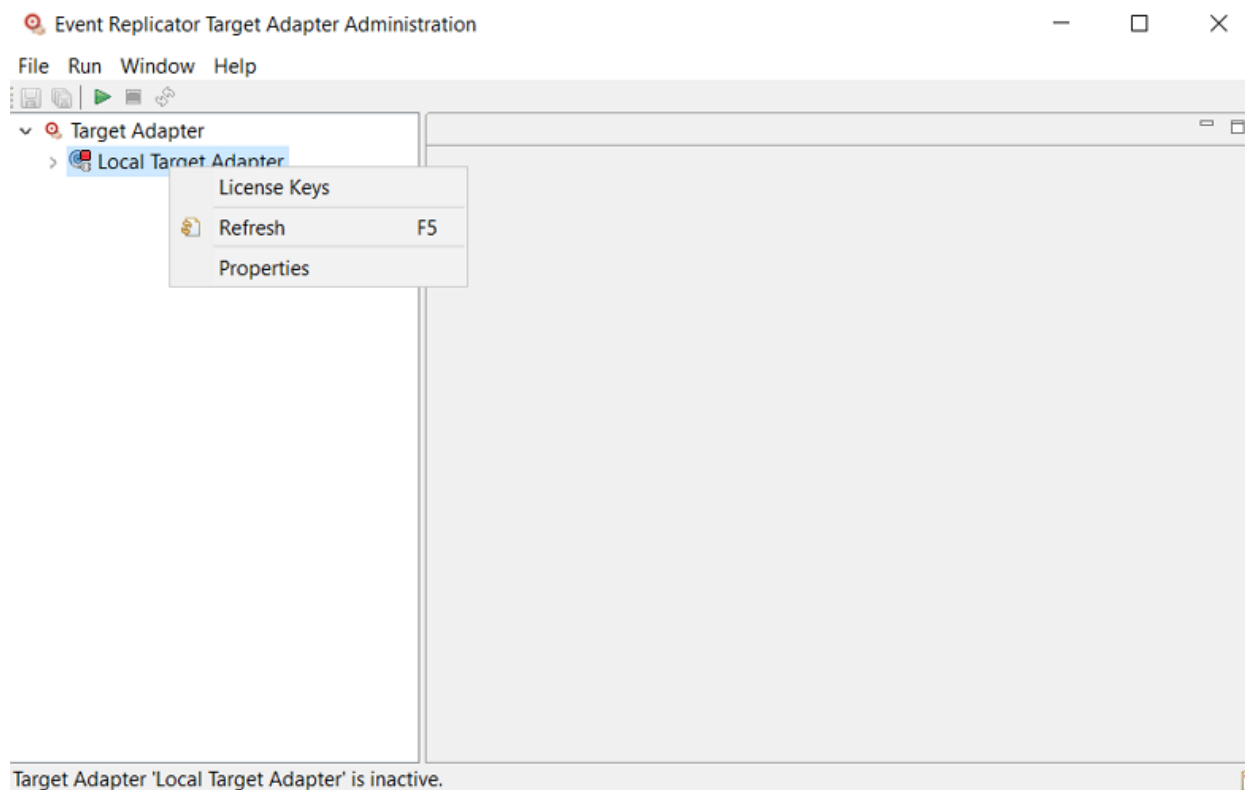 Event Replicator Target Adapter Administration
File Run Window Help
Target Adapter
Local Target Adapter
License Keys
Refresh F5
Properties
Target Adapter 'Local Target Adapter' is inactive.